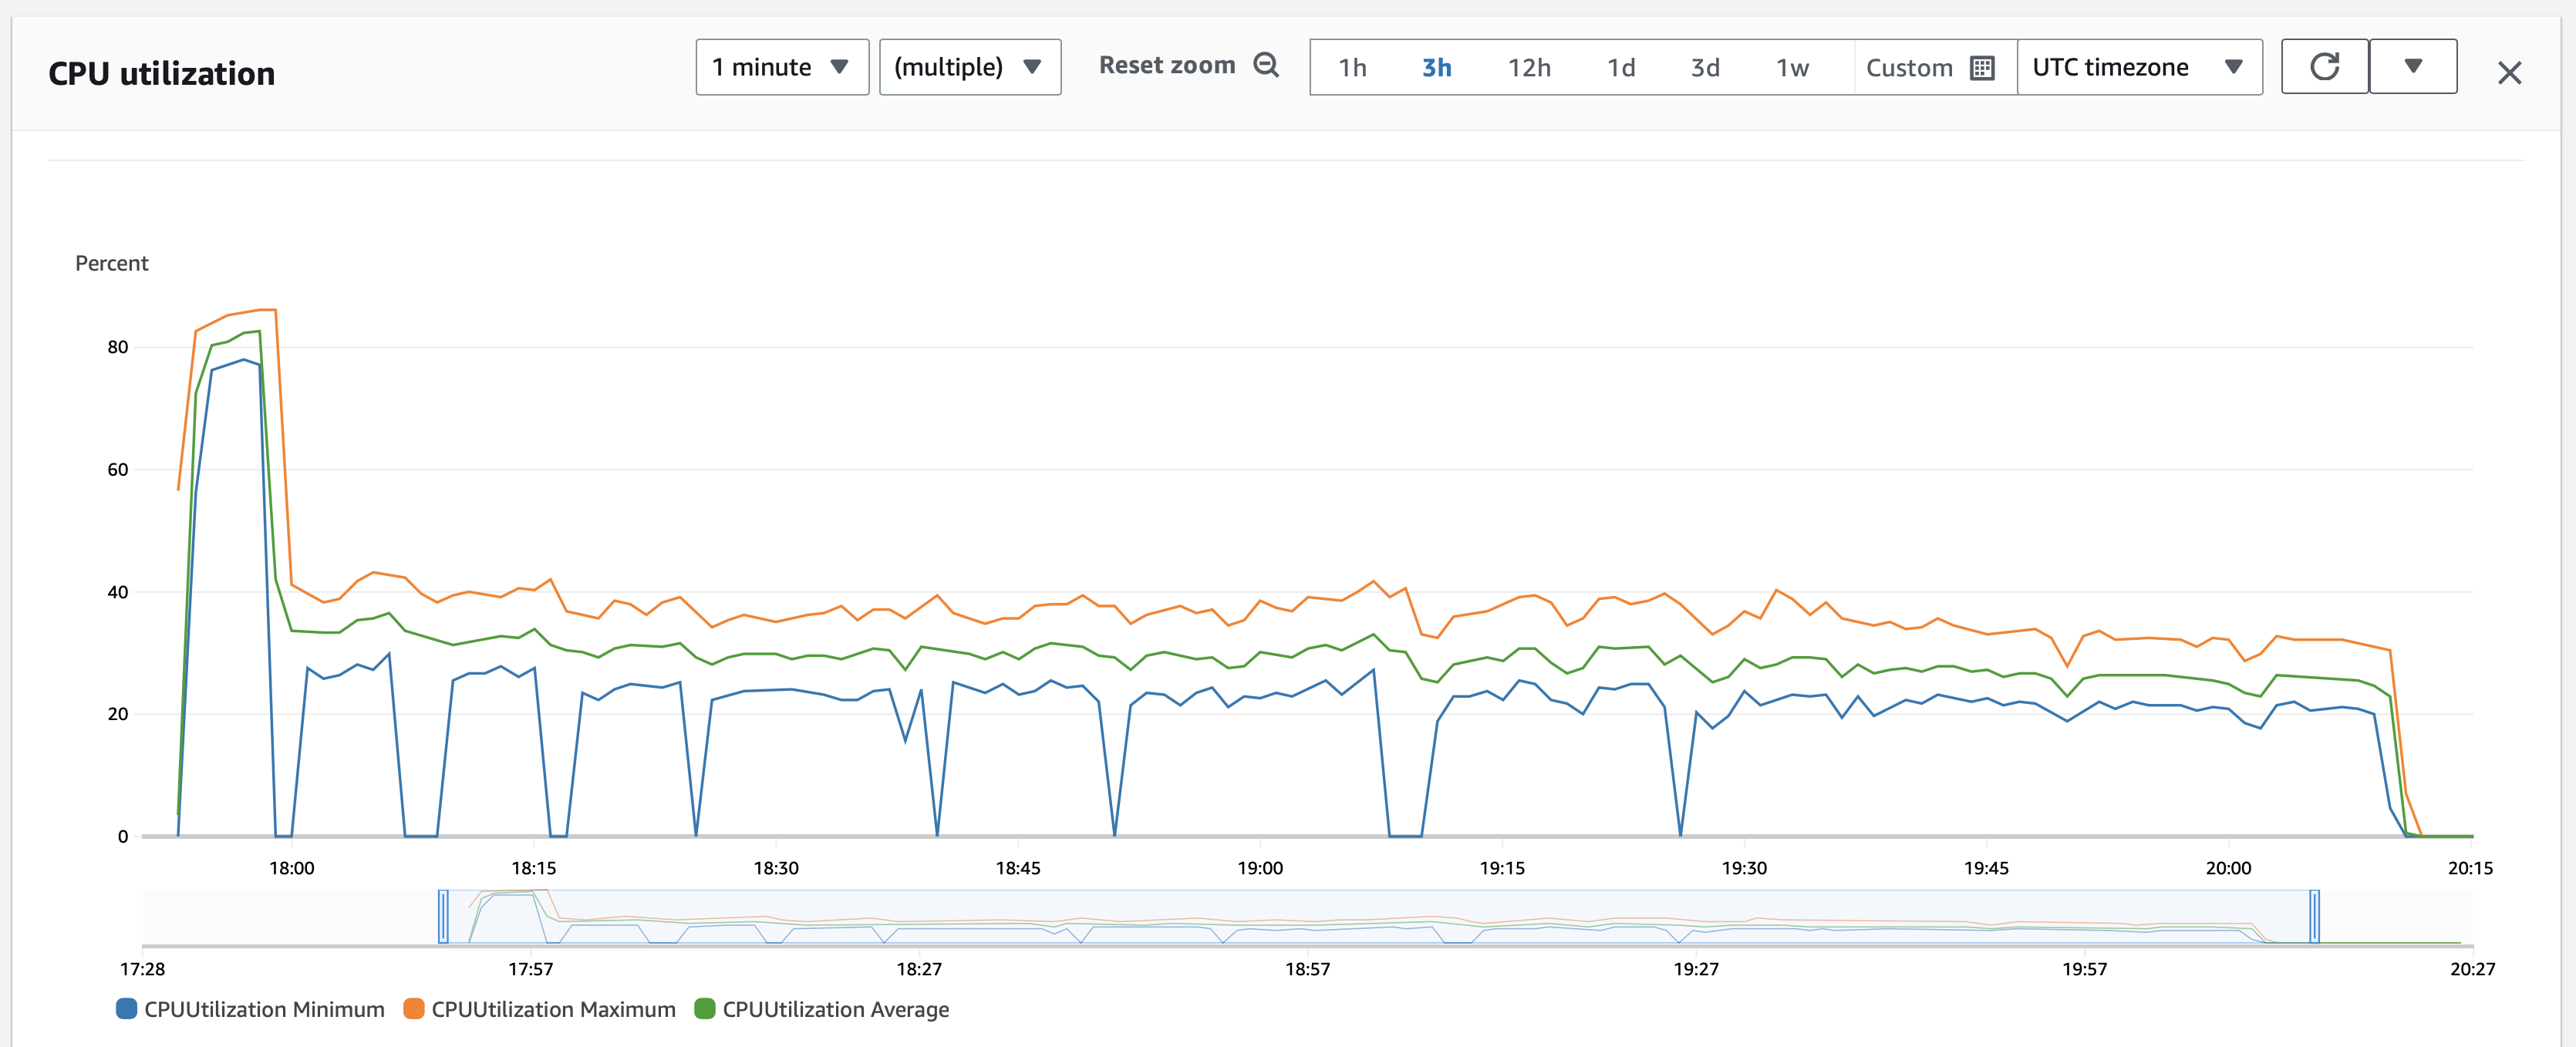 CPU utilization
1 minute (multiple) Reset zoom 1h 3h 12h 1d 3d 1w Custom UTC timezone
Percent
80
60
40
20
0
18:00 18:15 18:30 18:45 19:00 19:15 19:30 19:45 20:00 20:15
17:28 17:57 18:27 18:57 19:27 19:57 20:27
CPUUtilization Minimum CPUUtilization Maximum CPUUtilization Average